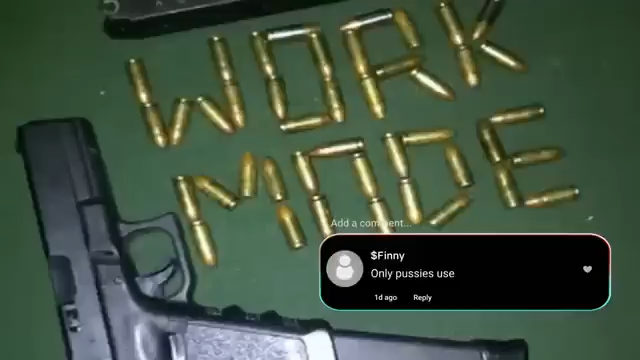 WORK
MODE
Add a comment...
$Finny
Only pussies use
1d ago Reply